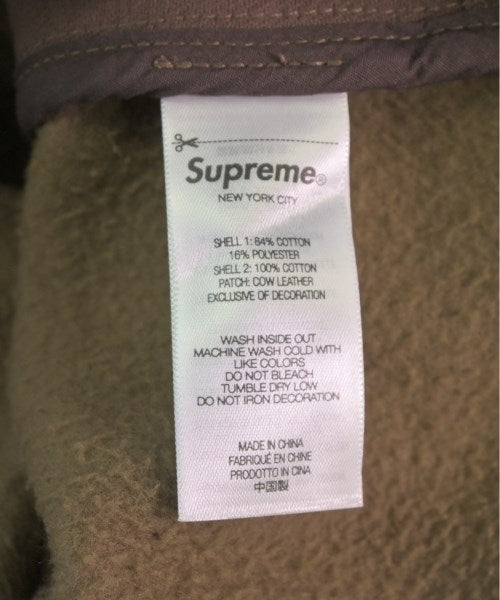 Supreme®
NEW YORK CITY
SHELL 1: 84% COTTON
16% POLYESTER
SHELL 2: 100% COTTON
PATCH: COW LEATHER
EXCLUSIVE OF DECORATION
WASH INSIDE OUT
MACHINE WASH COLD WITH
LIKE COLORS
DO NOT BLEACH
TUMBLE DRY LOW
DO NOT IRON DECORATION
MADE IN CHINA
FABRIQUÉ EN CHINE
PRODOTTO IN CINA
中国製